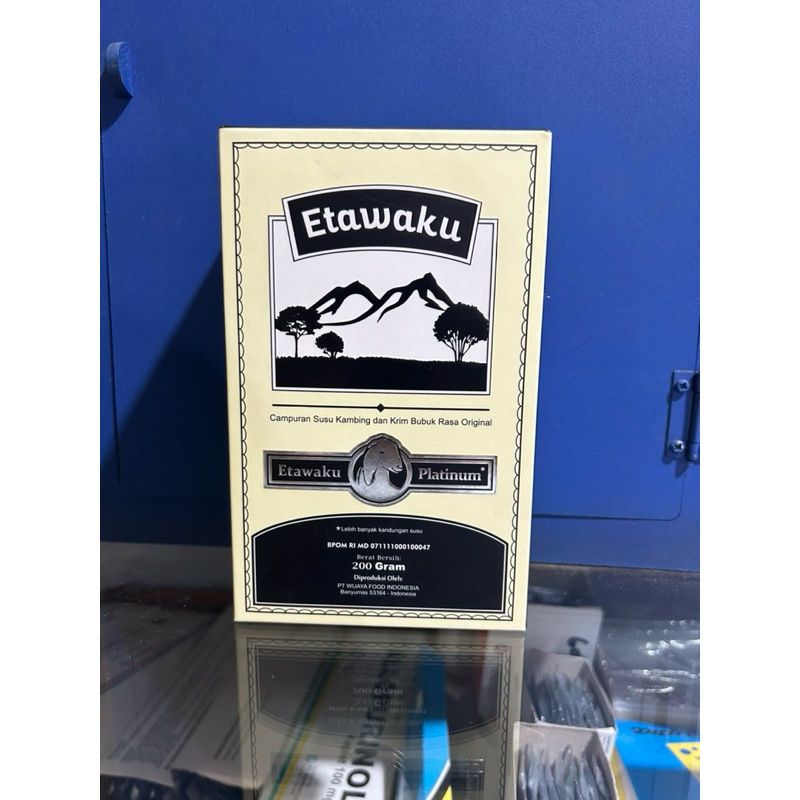 Etawaku
Campuran Susu Kambing dan Krim Bubuk Rasa Original
Etawaku Platinum*
*Lebih banyak kandungan susu
BPOM RI MD 071111000100047
Berat Bersih:
200 Gram
Diproduksi Oleh:
PT WIJAYA FOOD INDONESIA
Banyumas 53164 - Indonesia